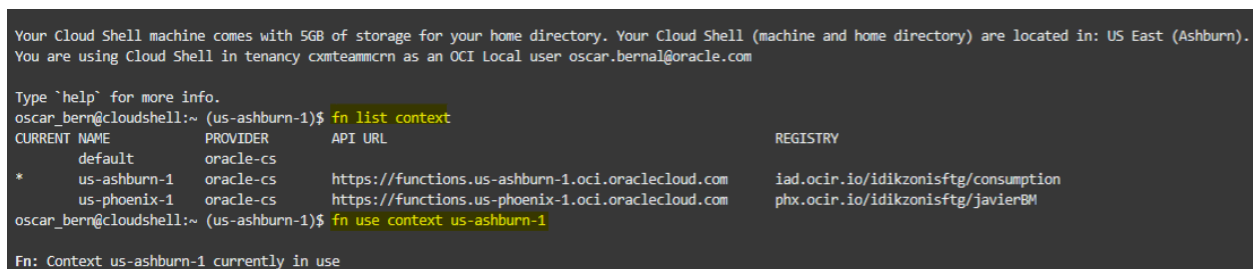 Your Cloud Shell machine comes with 5GB of storage for your home directory. Your Cloud Shell (machine and home directory) are located in: US East (Ashburn).
You are using Cloud Shell in tenancy cxmteammcrn as an OCI Local user oscar.bernal@oracle.com
Type `help` for more info.
oscar_bern@cloudshell:~ (us-ashburn-1)$ fn list context
CURRENT NAME PROVIDER API URL REGISTRY
default oracle-cs
* us-ashburn-1 oracle-cs https://functions.us-ashburn-1.oci.oraclecloud.com iad.ocir.io/idikzonisftg/consumption
us-phoenix-1 oracle-cs https://functions.us-phoenix-1.oci.oraclecloud.com phx.ocir.io/idikzonisftg/javierBM
oscar_bern@cloudshell:~ (us-ashburn-1)$ fn use context us-ashburn-1
Fn: Context us-ashburn-1 currently in use